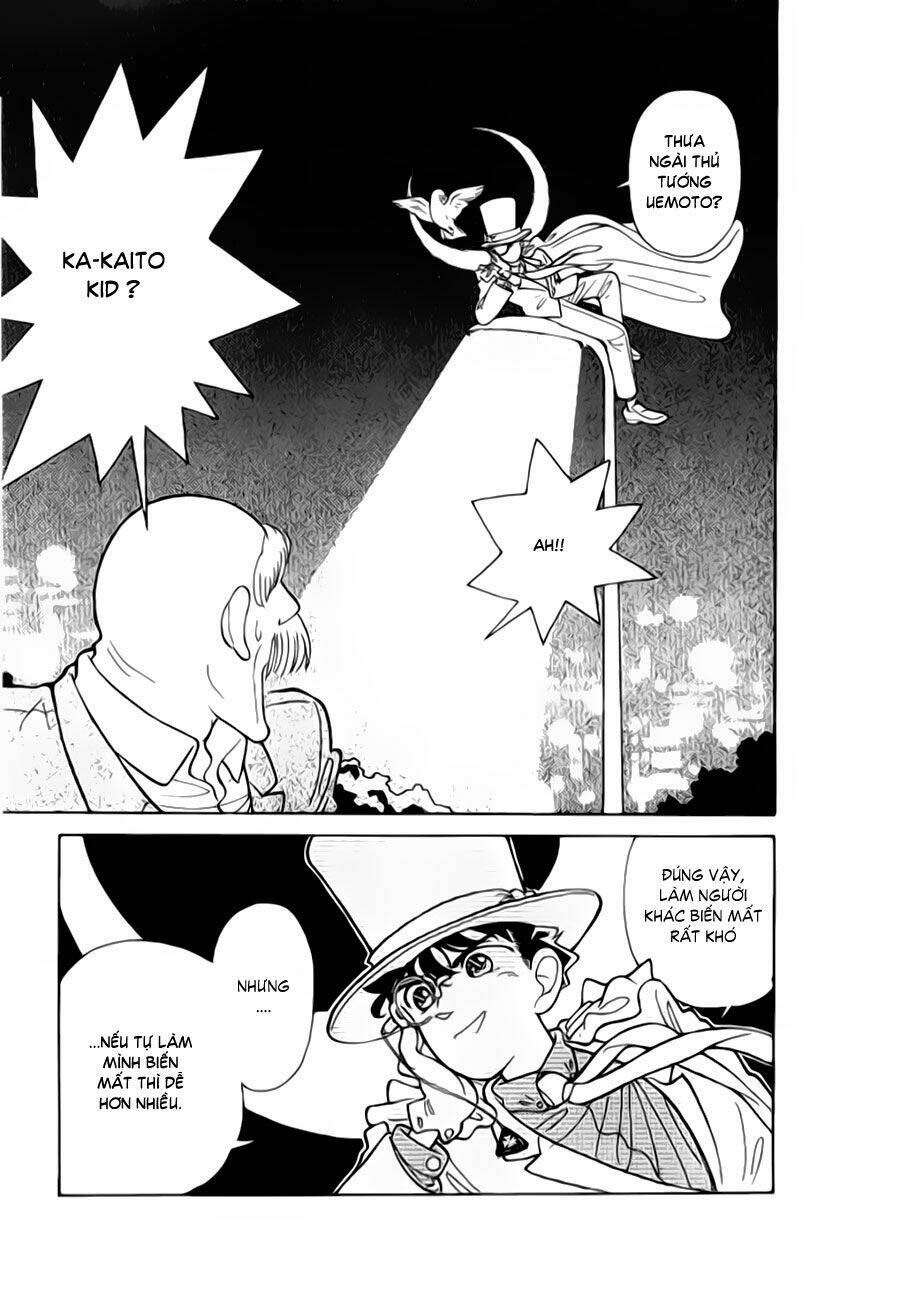 THƯA
NGÀI THỦ
TƯỚNG
UEMOTO?
KA-KAITO
KID ?
AH!!
ĐÚNG VẬY,
LÀM NGƯỜI
KHÁC BIẾN MẤT
RẤT KHÓ
NHƯNG
....
...NẾU TỰ LÀM
MÌNH BIẾN
MẤT THÌ DỄ
HƠN NHIỀU.